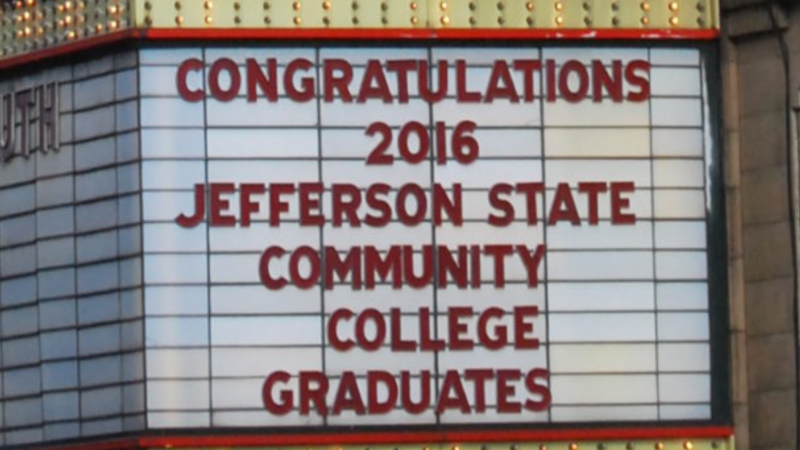 CONGRATULATIONS
2016
JEFFERSON STATE
COMMUNITY
COLLEGE
GRADUATES